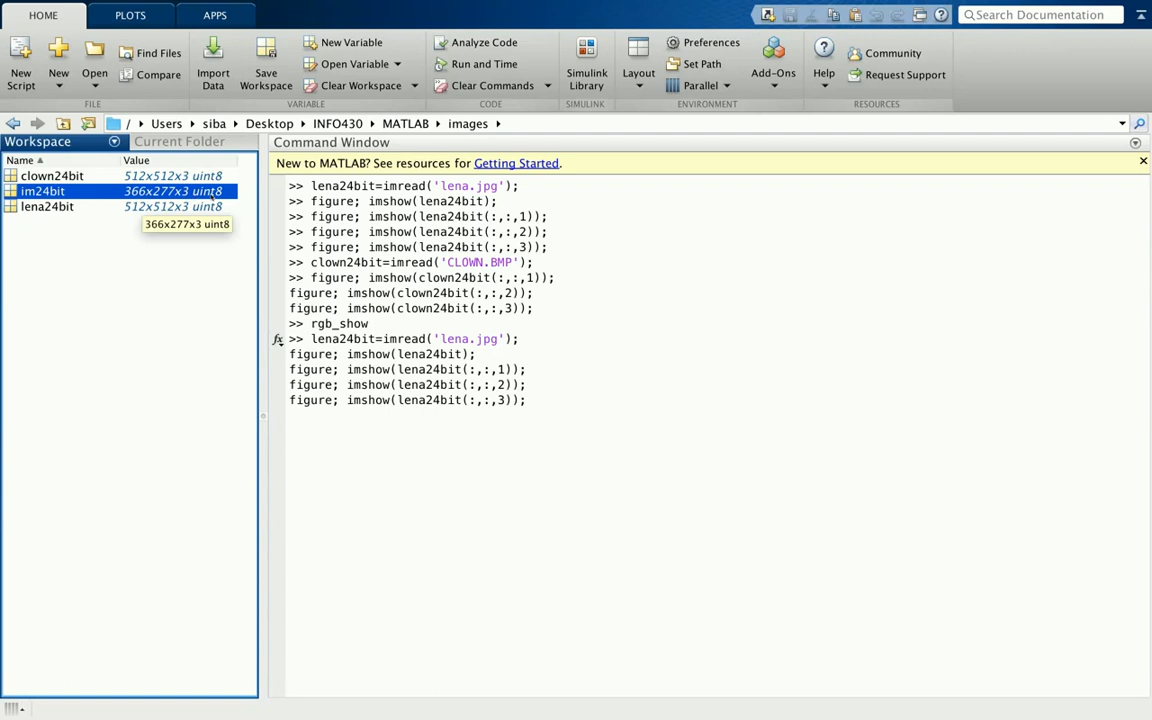 HOME PLOTS APPS Search Documentation
New Script New Open Find Files Compare Import Data Save Workspace New Variable Open Variable Clear Workspace Analyze Code Run and Time Clear Commands Simulink Library Layout Preferences Set Path Parallel Add-Ons Help Community Request Support
FILE VARIABLE CODE SIMULINK ENVIRONMENT RESOURCES
/ Users siba Desktop INFO430 MATLAB images
Workspace Current Folder
Name Value
clown24bit 512x512x3 uint8
im24bit 366x277x3 uint8
lena24bit 512x512x3 uint8
366x277x3 uint8
Command Window
New to MATLAB? See resources for Getting Started.
>> lena24bit=imread('lena.jpg');
>> figure; imshow(lena24bit);
>> figure; imshow(lena24bit(:,:,1));
>> figure; imshow(lena24bit(:,:,2));
>> figure; imshow(lena24bit(:,:,3));
>> clown24bit=imread('CLOWN.BMP');
>> figure; imshow(clown24bit(:,:,1));
figure; imshow(clown24bit(:,:,2));
figure; imshow(clown24bit(:,:,3));
>> rgb_show
fx >> lena24bit=imread('lena.jpg');
figure; imshow(lena24bit);
figure; imshow(lena24bit(:,:,1));
figure; imshow(lena24bit(:,:,2));
figure; imshow(lena24bit(:,:,3));